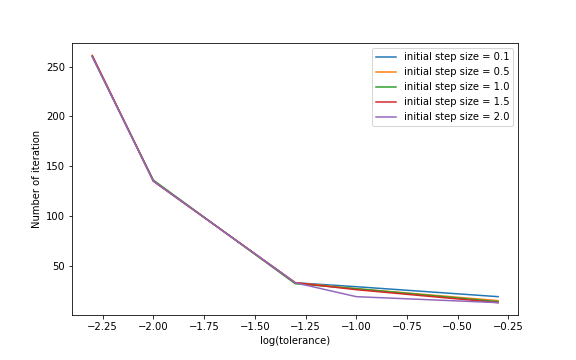 initial step size = 0.1
initial step size = 0.5
initial step size = 1.0
initial step size = 1.5
initial step size = 2.0
250
200
150
100
50
Number of iteration
−2.25 −2.00 −1.75 −1.50 −1.25 −1.00 −0.75 −0.50 −0.25
log(tolerance)